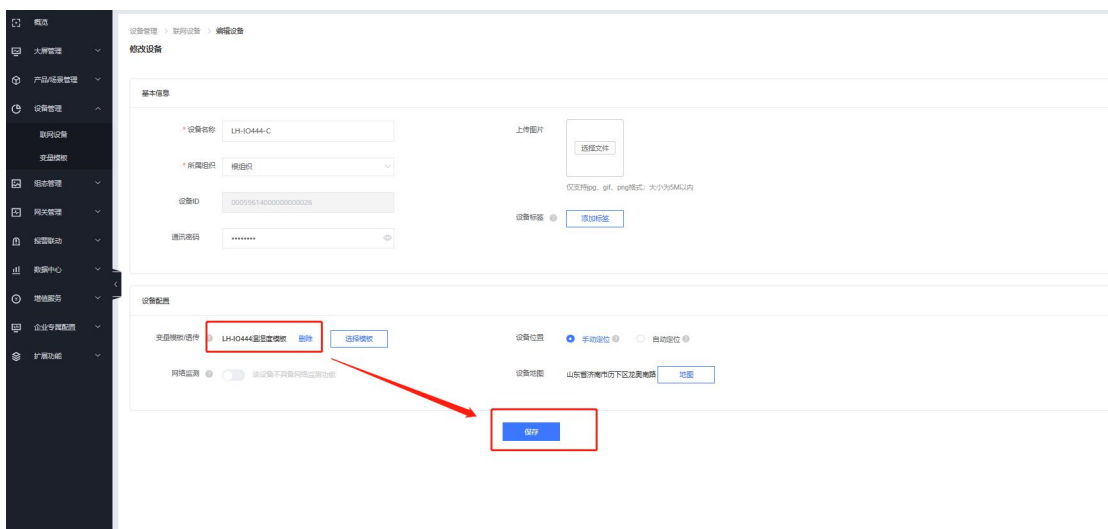 概览
大屏管理
产品/场景管理
设备管理
联网设备
变量模板
组态管理
网关管理
报警联动
数据中心
增值服务
企业专属配置
扩展功能
设备管理 > 联网设备 > 编辑设备
修改设备
基本信息
* 设备名称 LH-IO444-C
* 所属组织 根组织
设备ID 00059614000000000026
通讯密码 ••••••••
上传图片 选择文件
仅支持jpg、gif、png格式；大小为5M以内
设备标签 添加标签
设备配置
变量模板/透传 LH-IO444温湿度模板 删除 选择模板
网络监测 该设备不具备网络监测功能
设备位置 手动定位 自动定位
设备地图 山东省济南市历下区龙奥南路 地图
保存